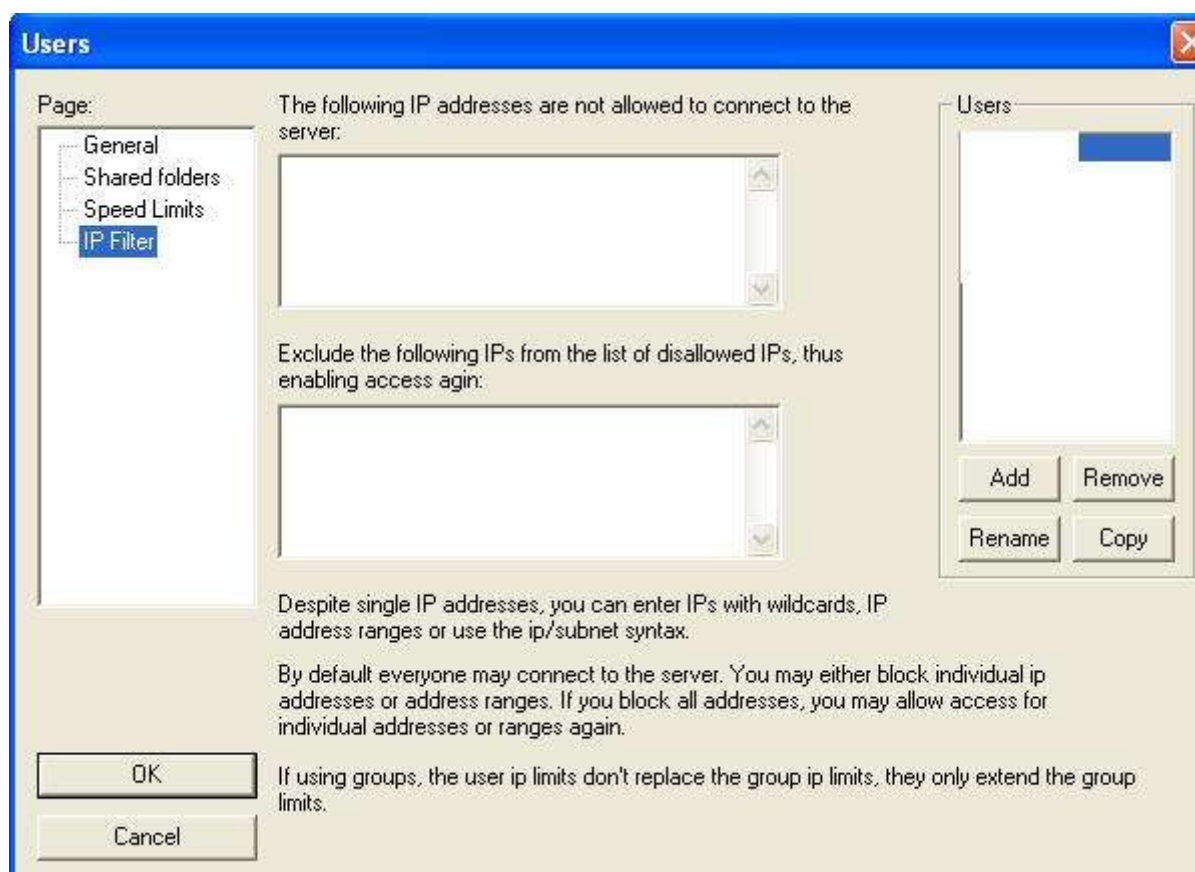 Users
Page:
General
Shared folders
Speed Limits
IP Filter
The following IP addresses are not allowed to connect to the
server:
Exclude the following IPs from the list of disallowed IPs, thus
enabling access agin:
Despite single IP addresses, you can enter IPs with wildcards, IP
address ranges or use the ip/subnet syntax.
By default everyone may connect to the server. You may either block individual ip
addresses or address ranges. If you block all addresses, you may allow access for
individual addresses or ranges again.
If using groups, the user ip limits don't replace the group ip limits, they only extend the group
limits.
Users
Add
Remove
Rename
Copy
OK
Cancel